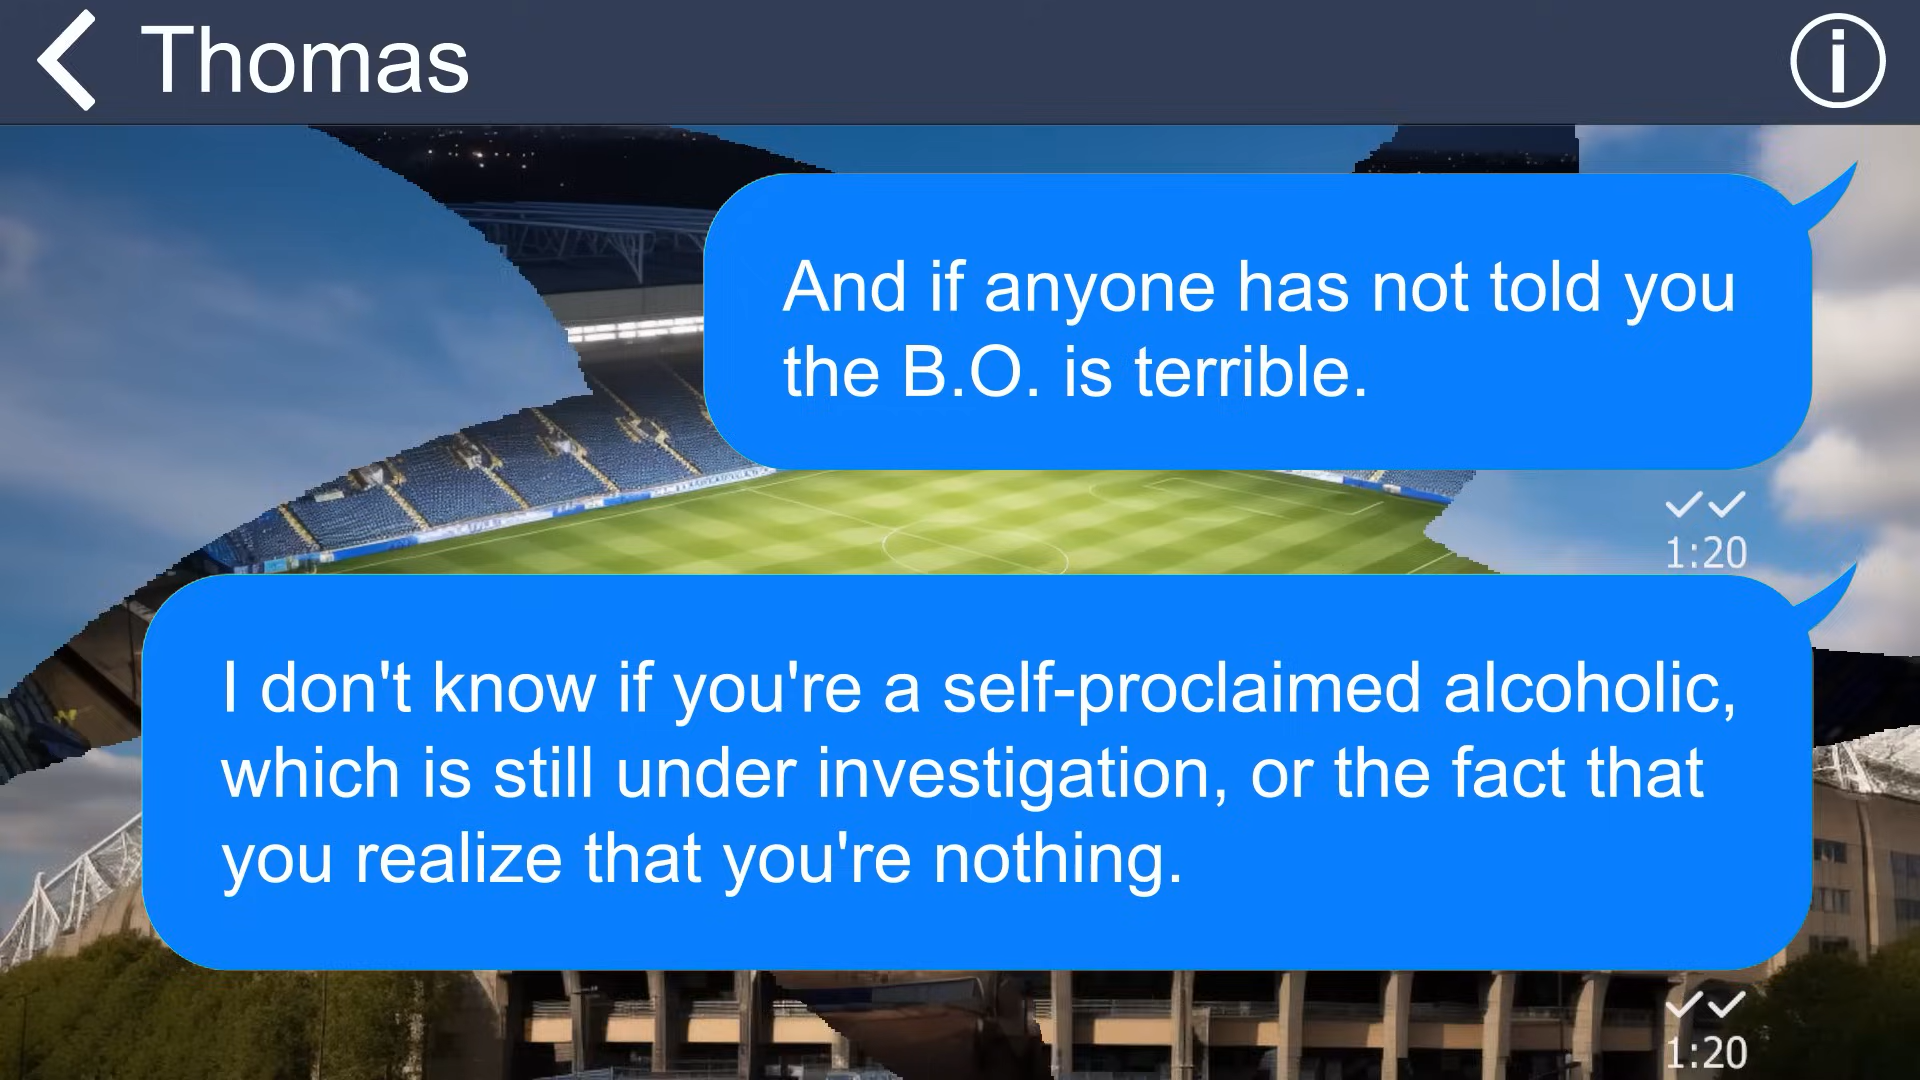 Thomas
And if anyone has not told you
the B.O. is terrible.
1:20
I don't know if you're a self-proclaimed alcoholic,
which is still under investigation, or the fact that
you realize that you're nothing.
1:20